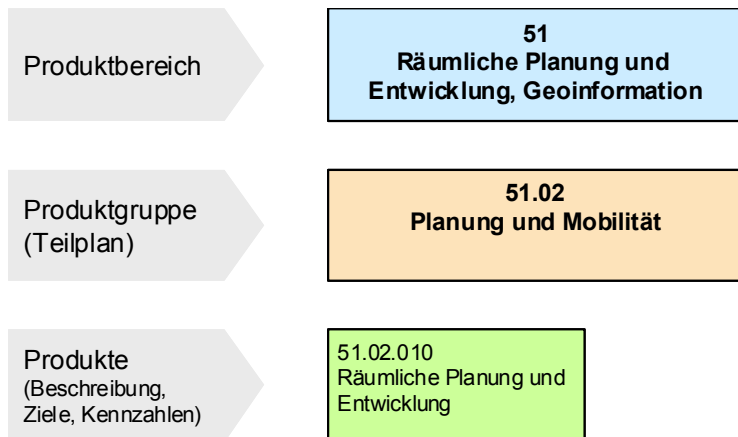 Produktbereich
51
Räumliche Planung und
Entwicklung, Geoinformation
Produktgruppe
(Teilplan)
51.02
Planung und Mobilität
Produkte
(Beschreibung,
Ziele, Kennzahlen)
51.02.010
Räumliche Planung und
Entwicklung